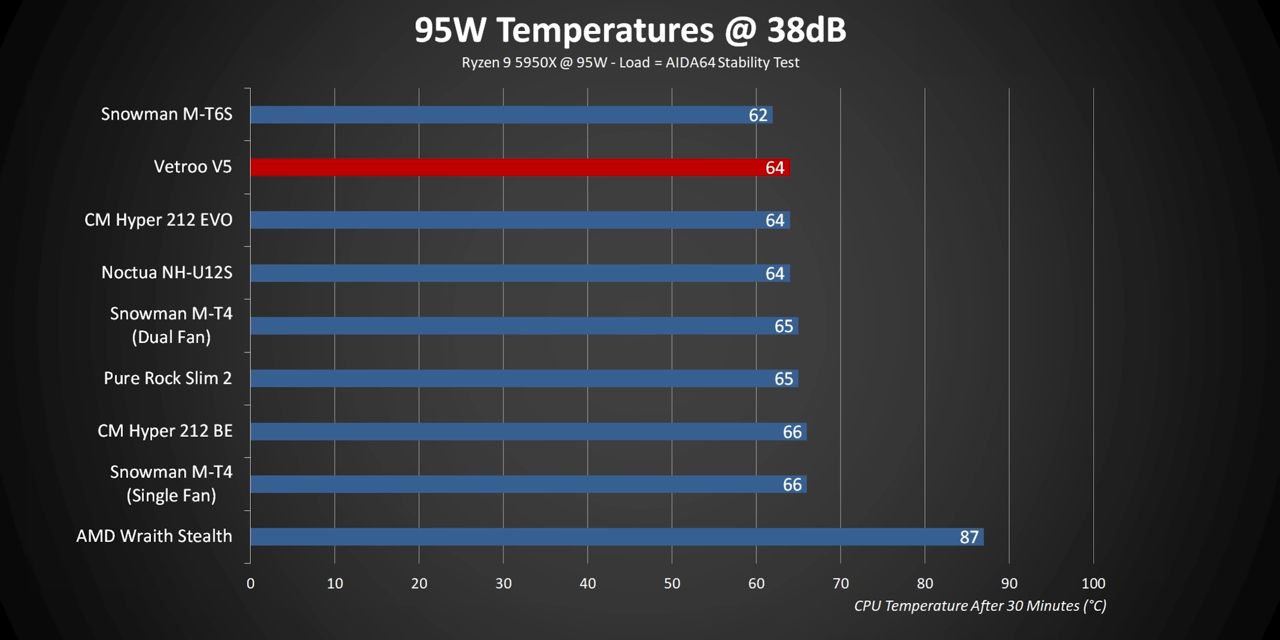 95W Temperatures @ 38dB
Ryzen 9 5950X @ 95W - Load = AIDA64 Stability Test
Snowman M-T6S
62
Vetroo V5
64
CM Hyper 212 EVO
64
Noctua NH-U12S
64
Snowman M-T4
(Dual Fan)
65
Pure Rock Slim 2
65
CM Hyper 212 BE
66
Snowman M-T4
(Single Fan)
66
AMD Wraith Stealth
87
0 10 20 30 40 50 60 70 80 90 100
CPU Temperature After 30 Minutes (°C)